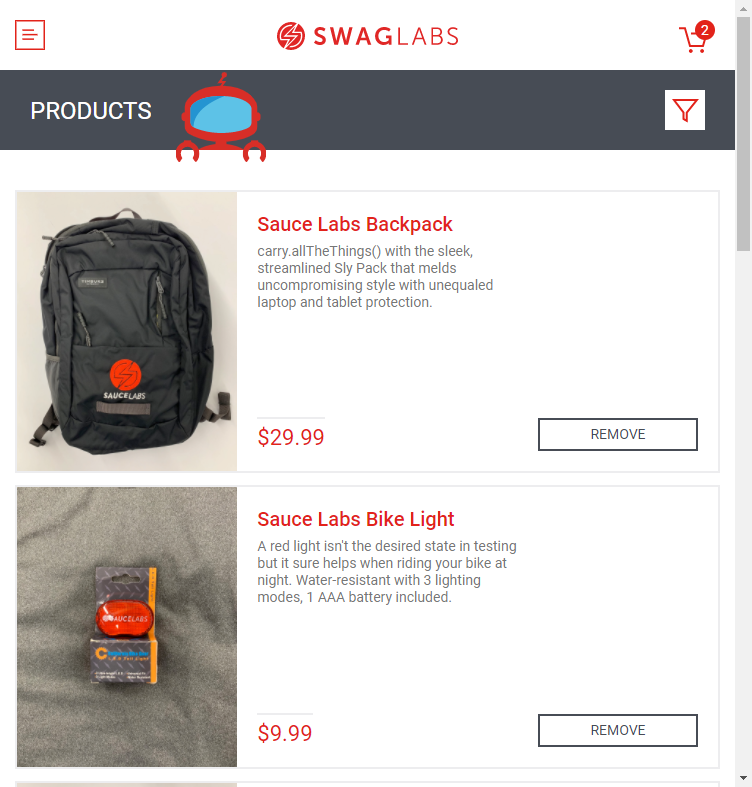 SWAGLABS
2
PRODUCTS
SAUCELABS
Sauce Labs Backpack
carry.allTheThings() with the sleek,
streamlined Sly Pack that melds
uncompromising style with unequaled
laptop and tablet protection.
$29.99
REMOVE
AUCELABS
Sauce Labs Bike Light
A red light isn't the desired state in testing
but it sure helps when riding your bike at
night. Water-resistant with 3 lighting
modes, 1 AAA battery included.
$9.99
REMOVE